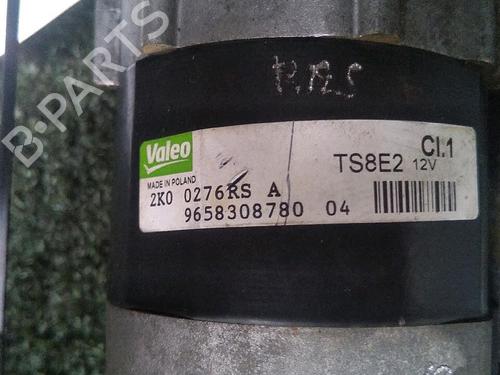 B-PARTS
Valeo
MADE IN POLAND
2K0 0276RS A
9658308780 04
TS8E2
Cl.1
12V